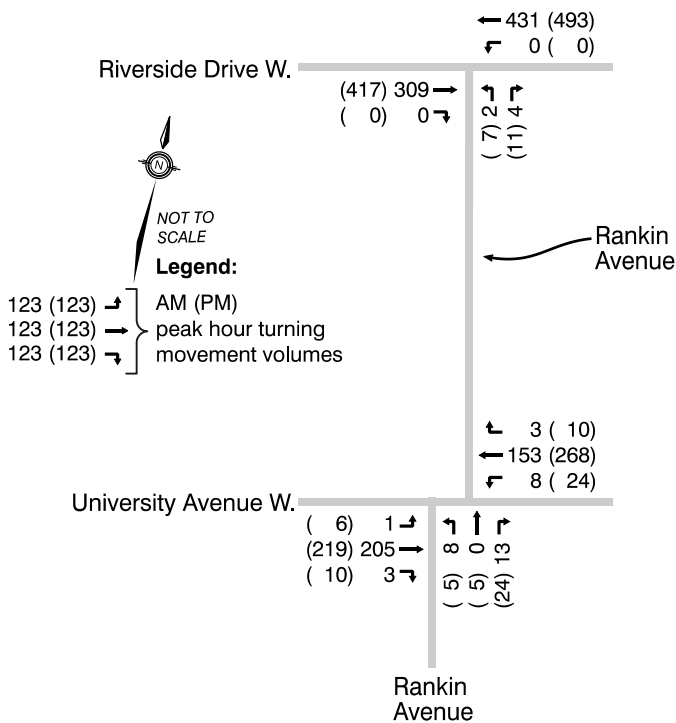 431 (493)
0 ( 0)
Riverside Drive W.
(417) 309
( 0) 0
( 7) 2
(11) 4
N
NOT TO
SCALE
Rankin
Avenue
Legend:
123 (123)
123 (123)
123 (123)
AM (PM)
peak hour turning
movement volumes
3 ( 10)
153 (268)
8 ( 24)
University Avenue W.
( 6) 1
(219) 205
( 10) 3
( 5) 8
( 5) 0
(24) 13
Rankin
Avenue